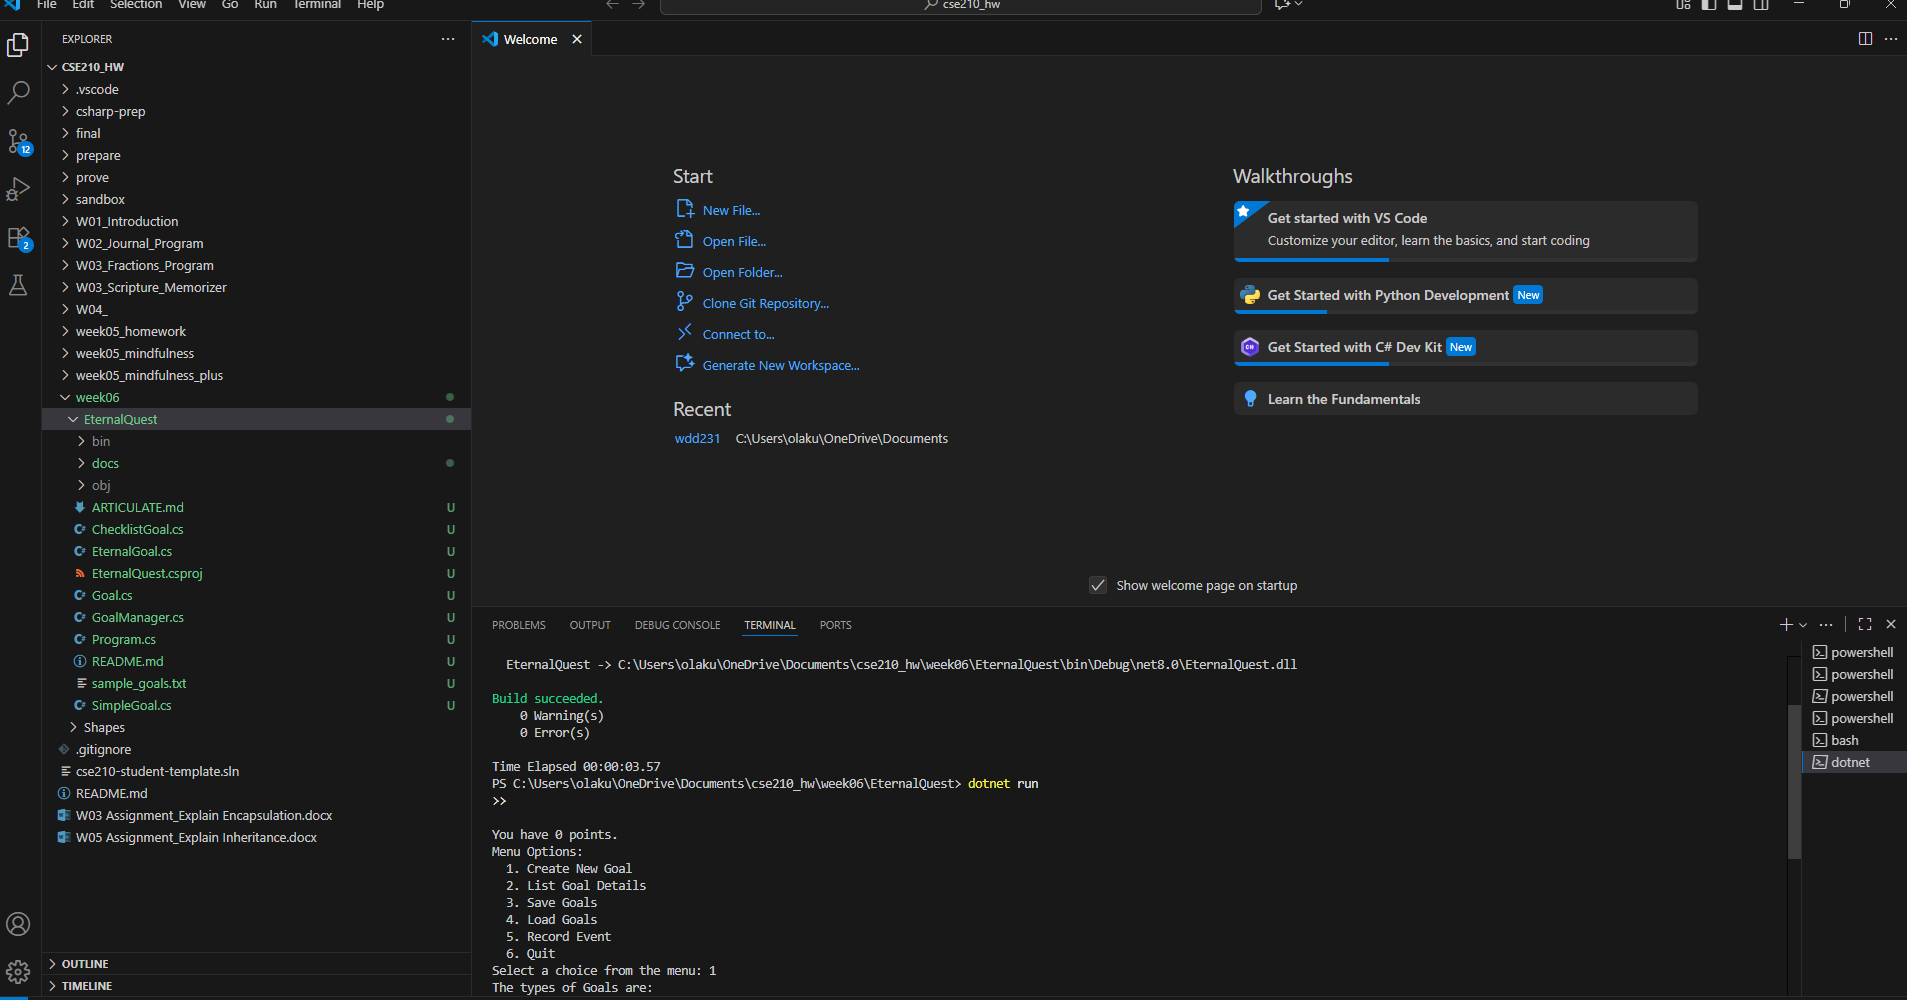 File Edit Selection View Go Run Terminal Help
cse210_hw
EXPLORER
CSE210_HW
.vscode
csharp-prep
final
prepare
prove
sandbox
W01_Introduction
W02_Journal_Program
W03_Fractions_Program
W03_Scripture_Memorizer
W04_
week05_homework
week05_mindfulness
week05_mindfulness_plus
week06
EternalQuest
bin
docs
obj
ARTICULATE.md U
ChecklistGoal.cs U
EternalGoal.cs U
EternalQuest.csproj U
Goal.cs U
GoalManager.cs U
Program.cs U
README.md U
sample_goals.txt U
SimpleGoal.cs U
Shapes
.gitignore
cse210-student-template.sln
README.md
W03 Assignment_Explain Encapsulation.docx
W05 Assignment_Explain Inheritance.docx
OUTLINE
TIMELINE
12
2
Welcome
Start
New File...
Open File...
Open Folder...
Clone Git Repository...
Connect to...
Generate New Workspace...
Recent
wdd231 C:\Users\olaku\OneDrive\Documents
Walkthroughs
Get started with VS Code
Customize your editor, learn the basics, and start coding
Get Started with Python Development New
Get Started with C# Dev Kit New
Learn the Fundamentals
Show welcome page on startup
PROBLEMS OUTPUT DEBUG CONSOLE TERMINAL PORTS
EternalQuest -> C:\Users\olaku\OneDrive\Documents\cse210_hw\week06\EternalQuest\bin\Debug\net8.0\EternalQuest.dll
Build succeeded.
0 Warning(s)
0 Error(s)
Time Elapsed 00:00:03.57
PS C:\Users\olaku\OneDrive\Documents\cse210_hw\week06\EternalQuest> dotnet run
>>
You have 0 points.
Menu Options:
1. Create New Goal
2. List Goal Details
3. Save Goals
4. Load Goals
5. Record Event
6. Quit
Select a choice from the menu: 1
The types of Goals are:
powershell
powershell
powershell
powershell
bash
dotnet